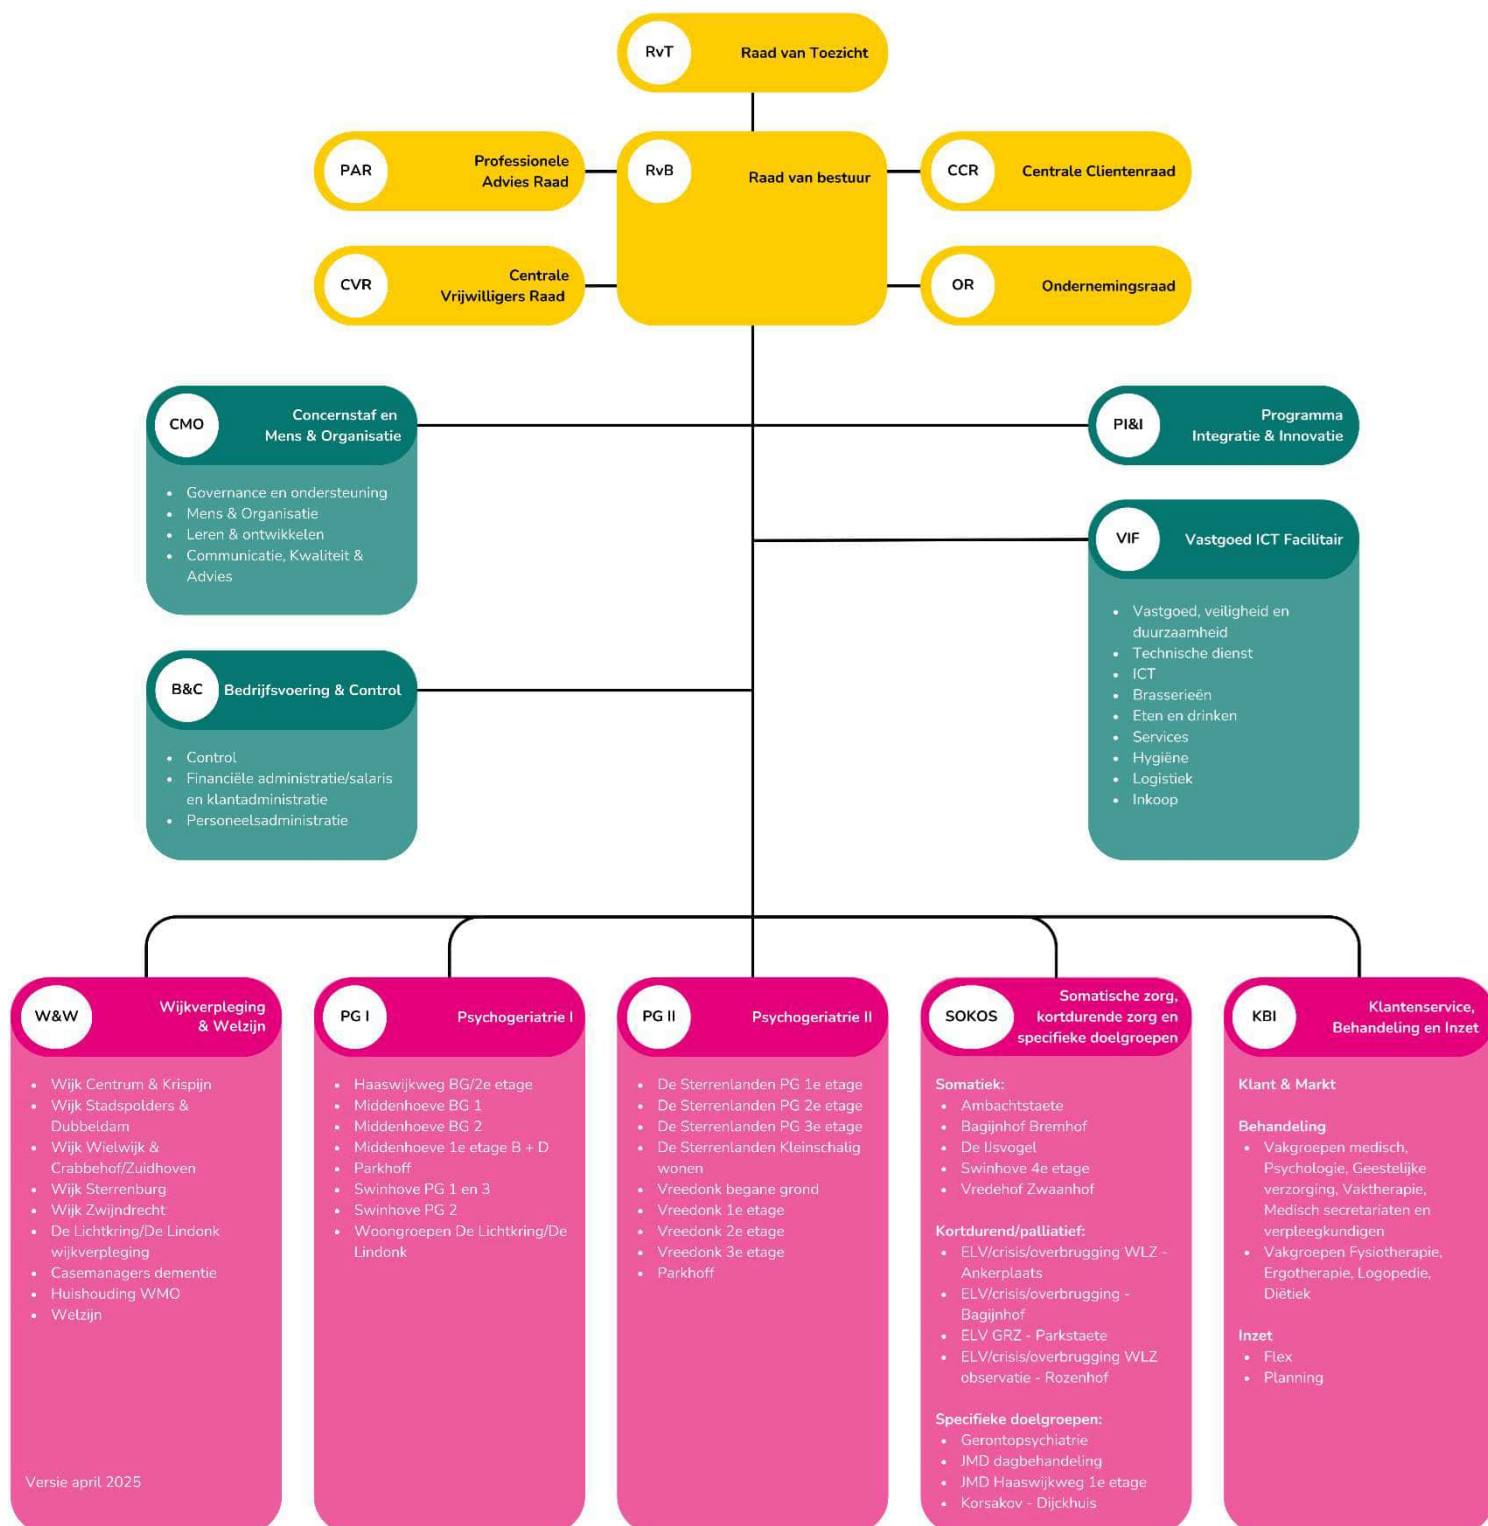 RvT
Raad van Toezicht
PAR
Professionele
Advies Raad
RvB
Raad van bestuur
CCR
Centrale Clientenraad
CVR
Centrale
Vrijwilligers Raad
OR
Ondernemingsraad
CMO
Concernstaf en
Mens & Organisatie
• Governance en ondersteuning
• Mens & Organisatie
• Leren & ontwikkelen
• Communicatie, Kwaliteit &
Advies
PI&I
Programma
Integratie & Innovatie
VIF
Vastgoed ICT Facilitair
• Vastgoed, veiligheid en
duurzaamheid
• Technische dienst
• ICT
• Brasserieën
• Eten en drinken
• Services
• Hygiëne
• Logistiek
• Inkoop
B&C
Bedrijfsvoering & Control
• Control
• Financiële administratie/salaris
en klantadministratie
• Personeelsadministratie
W&W
Wijkverpleging
& Welzijn
• Wijk Centrum & Krispijn
• Wijk Stadspolders &
Dubbeldam
• Wijk Wielwijk &
Crabbehof/Zuidhoven
• Wijk Sterrenburg
• Wijk Zwijndrecht
• De Lichtkring/De Lindonk
wijkverpleging
• Casemanagers dementie
• Huishouding WMO
• Welzijn
Versie april 2025
PG I
Psychogeriatrie I
• Haaswijkweg BG/2e etage
• Middenhoeve BG 1
• Middenhoeve BG 2
• Middenhoeve 1e etage B + D
• Parkhoff
• Swinhove PG 1 en 3
• Swinhove PG 2
• Woongroepen De Lichtkring/De
Lindonk
PG II
Psychogeriatrie II
• De Sterrenlanden PG 1e etage
• De Sterrenlanden PG 2e etage
• De Sterrenlanden PG 3e etage
• De Sterrenlanden Kleinschalig
wonen
• Vreedonk begane grond
• Vreedonk 1e etage
• Vreedonk 2e etage
• Vreedonk 3e etage
• Parkhoff
SOKOS
Somatische zorg,
kortdurende zorg en
specifieke doelgroepen
Somatiek:
• Ambachtstaete
• Bagijnhof Bremhof
• De IJsvogel
• Swinhove 4e etage
• Vredehof Zwaanhof
Kortdurend/palliatief:
• ELV/crisis/overbrugging WLZ -
Ankerplaats
• ELV/crisis/overbrugging -
Bagijnhof
• ELV GRZ - Parkstaete
• ELV/crisis/overbrugging WLZ
observatie - Rozenhof
Specifieke doelgroepen:
• Gerontopsychiatrie
• JMD dagbehandeling
• JMD Haaswijkweg 1e etage
• Korsakov - Dijckhuis
KBI
Klantenservice,
Behandeling en Inzet
Klant & Markt
Behandeling
• Vakgroepen medisch,
Psychologie, Geestelijke
verzorging, Vaktherapie,
Medisch secretariaten en
verpleegkundigen
• Vakgroepen Fysiotherapie,
Ergotherapie, Logopedie,
Diëtiek
Inzet
• Flex
• Planning